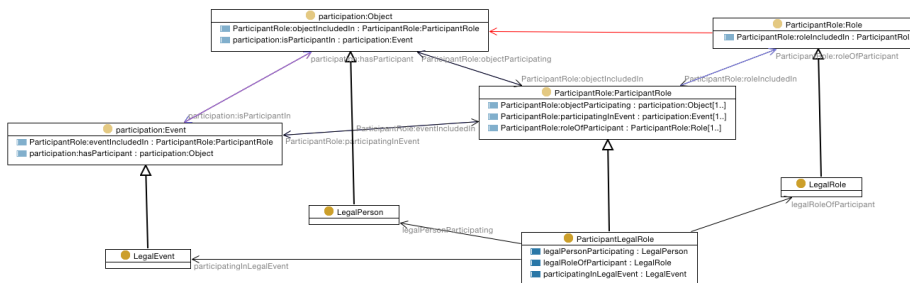 participation:Object
ParticipantRole:objectIncludedIn : ParticipantRole:ParticipantRole
participation:isParticipantIn : participation:Event
ParticipantRole:Role
ParticipantRole:roleIncludedIn : ParticipantRol
participation:hasParticipant
ParticipantRole:objectParticipating
ParticipantRole:roleOfParticipant
ParticipantRole:objectIncludedIn
ParticipantRole:roleIncludedIn
ParticipantRole:ParticipantRole
ParticipantRole:objectParticipating : participation:Object[1..]
ParticipantRole:participatingInEvent : participation:Event[1..]
ParticipantRole:roleOfParticipant : ParticipantRole:Role[1..]
participation:isParticipantIn
participation:Event
ParticipantRole:eventIncludedIn : ParticipantRole:ParticipantRole
participation:hasParticipant : participation:Object
ParticipantRole:eventIncludedIn
ParticipantRole:participatingInEvent
LegalRole
legalRoleOfParticipant
LegalPerson
legalPersonParticipating
ParticipantLegalRole
legalPersonParticipating : LegalPerson
legalRoleOfParticipant : LegalRole
participatingInLegalEvent : LegalEvent
LegalEvent
participatingInLegalEvent